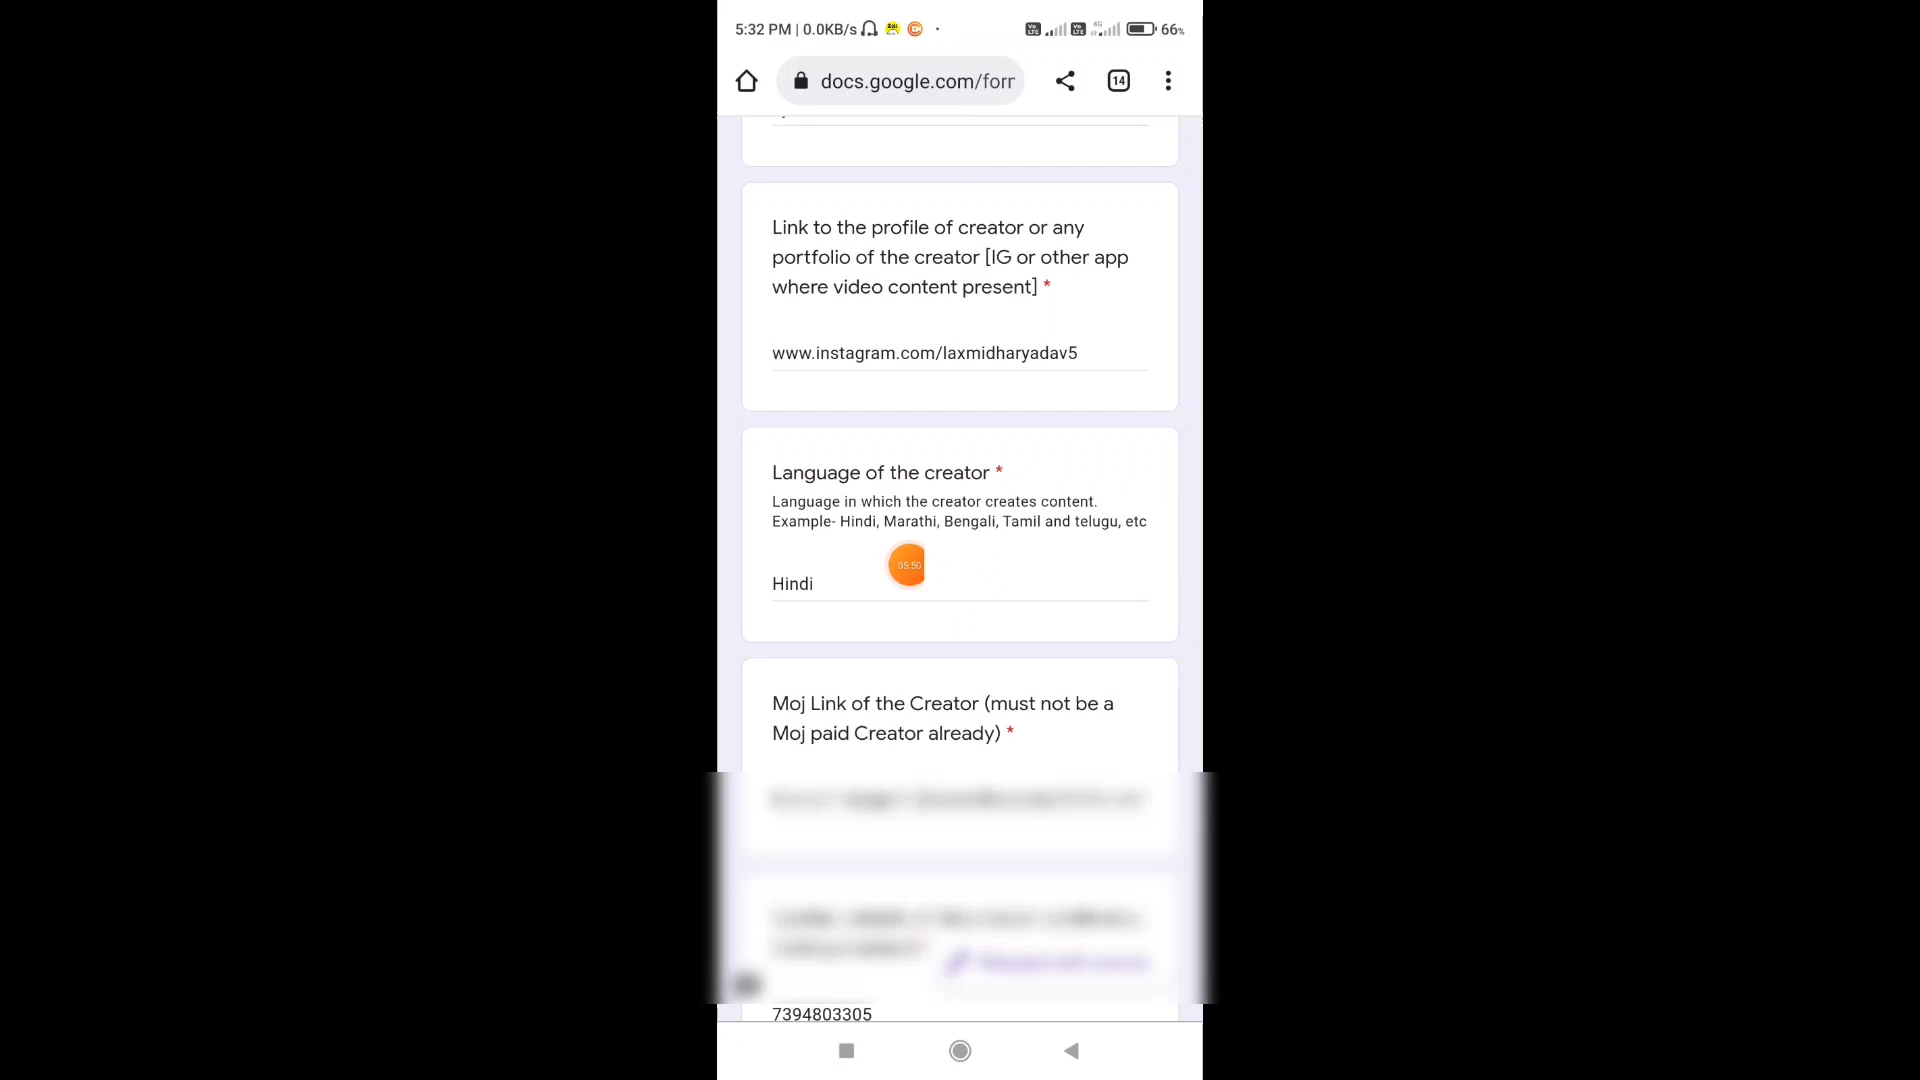 5:32 PM | 0.0KB/s
4G
66%
docs.google.com/forr
14
Link to the profile of creator or any
portfolio of the creator [IG or other app
where video content present] *
www.instagram.com/laxmidharyadav5
Language of the creator *
Language in which the creator creates content.
Example- Hindi, Marathi, Bengali, Tamil and telugu, etc
05:50
Hindi
Moj Link of the Creator (must not be a
Moj paid Creator already) *
7394803305